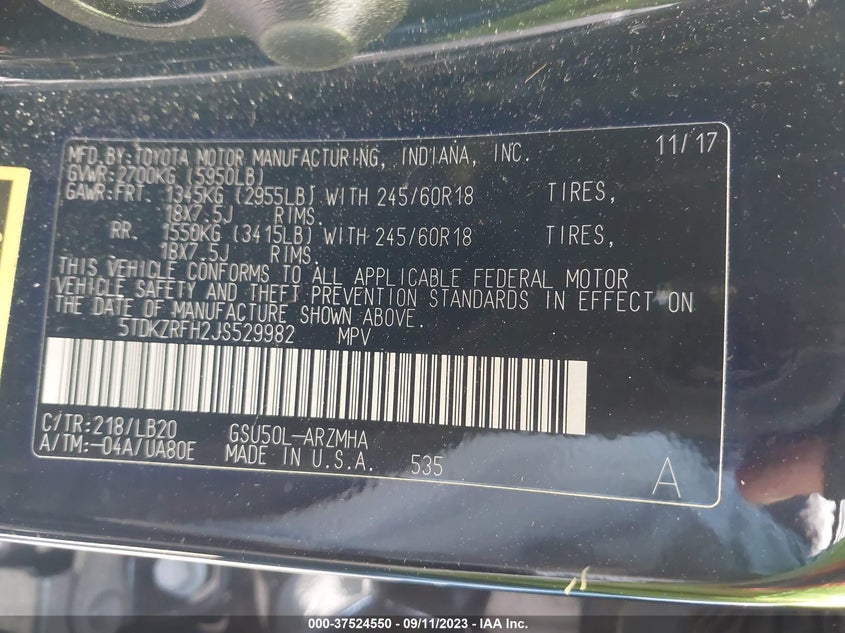 MFD.BY:TOYOTA MOTOR MANUFACTURING, INDIANA, INC. 11/17
GVWR:2700KG (5950LB)
GAWR:FRT. 1345KG (2955LB) WITH 245/60R18 TIRES,
18X7.5J RIMS.
RR. 1550KG (3415LB) WITH 245/60R18 TIRES,
18X7.5J RIMS.
THIS VEHICLE CONFORMS TO ALL APPLICABLE FEDERAL MOTOR
VEHICLE SAFETY AND THEFT PREVENTION STANDARDS IN EFFECT ON
THE DATE OF MANUFACTURE SHOWN ABOVE.
5TDKZRFH2JS529982 MPV
C/TR:218/LB20 GSU50L-ARZMHA
A/TM:-04A/UA80E MADE IN U.S.A. 535
A
000-37524550 - 09/11/2023 - IAA Inc.